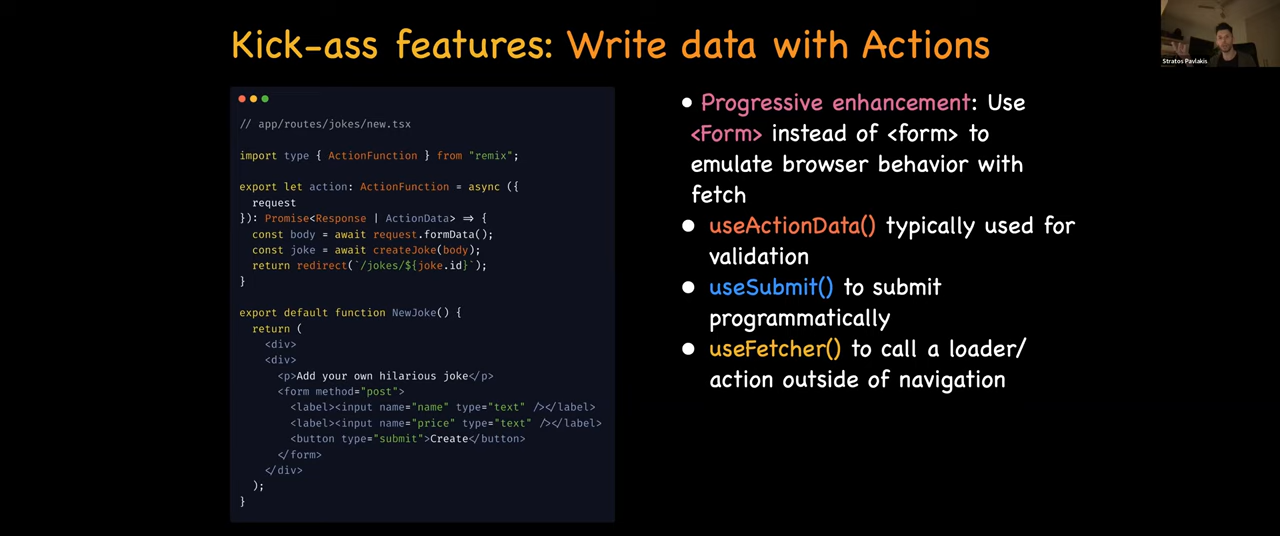 Kick-ass features: Write data with Actions
Stratos Pavlakis
// app/routes/jokes/new.tsx
import type { ActionFunction } from "remix";
export let action: ActionFunction = async ({
request
}): Promise<Response | ActionData> => {
const body = await request.formData();
const joke = await createJoke(body);
return redirect(`/jokes/${joke.id}`);
}
export default function NewJoke() {
return (
<div>
<div>
<p>Add your own hilarious joke</p>
<form method="post">
<label><input name="name" type="text" /></label>
<label><input name="price" type="text" /></label>
<button type="submit">Create</button>
</form>
</div>
);
}
• Progressive enhancement: Use
<Form> instead of <form> to
emulate browser behavior with
fetch
• useActionData() typically used for
validation
• useSubmit() to submit
programmatically
• useFetcher() to call a loader/
action outside of navigation